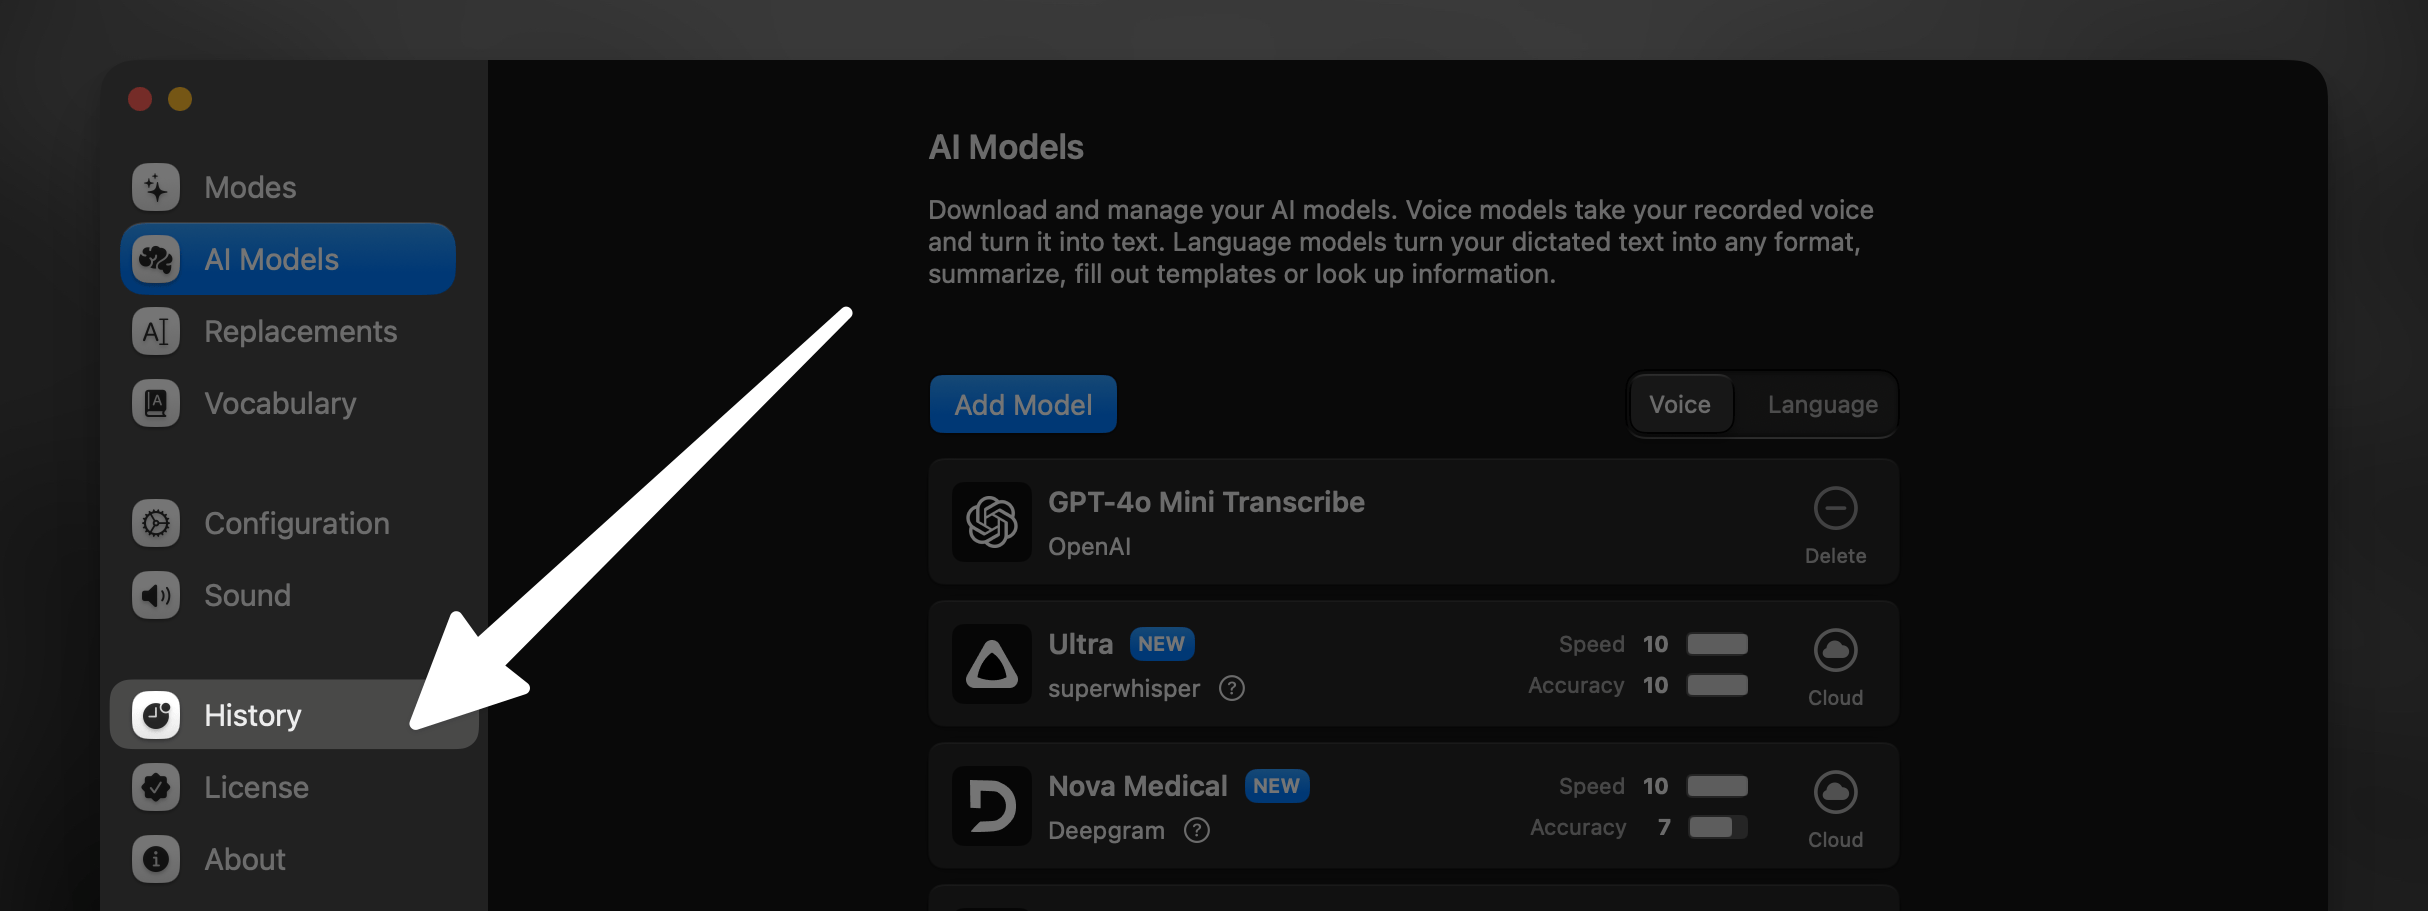 Modes
AI Models
Replacements
Vocabulary
Configuration
Sound
History
License
About
AI Models
Download and manage your AI models. Voice models take your recorded voice
and turn it into text. Language models turn your dictated text into any format,
summarize, fill out templates or look up information.
Add Model
Voice Language
GPT-4o Mini Transcribe
OpenAI
Delete
Ultra NEW
superwhisper ?
Speed 10
Accuracy 10
Cloud
Nova Medical NEW
Deepgram ?
Speed 10
Accuracy 7
Cloud